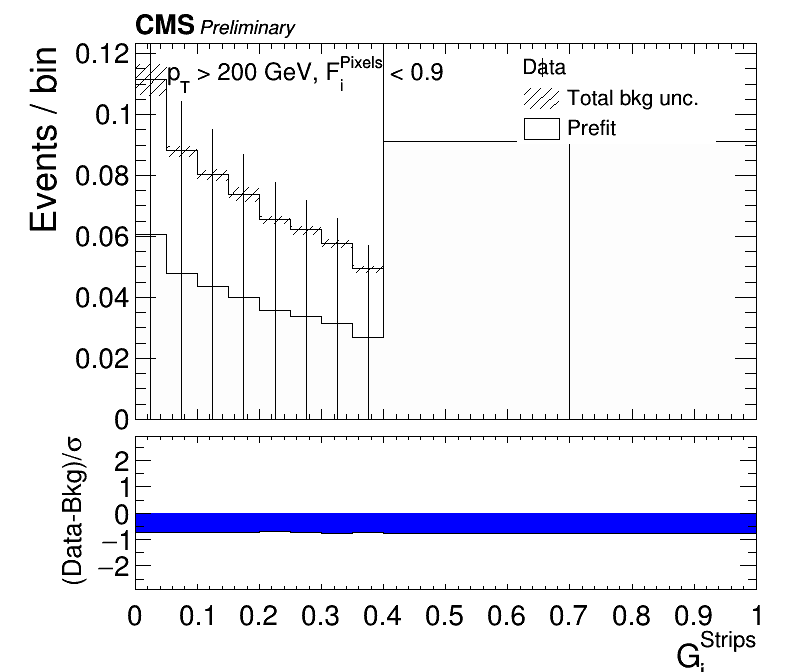 CMS Preliminary
p_T > 200 GeV, F_i^Pixels < 0.9
Data
Total bkg unc.
Prefit
Events / bin
0.12
0.1
0.08
0.06
0.04
0.02
0
(Data-Bkg)/σ
2
1
0
−1
−2
0 0.1 0.2 0.3 0.4 0.5 0.6 0.7 0.8 0.9 1
G_i^Strips